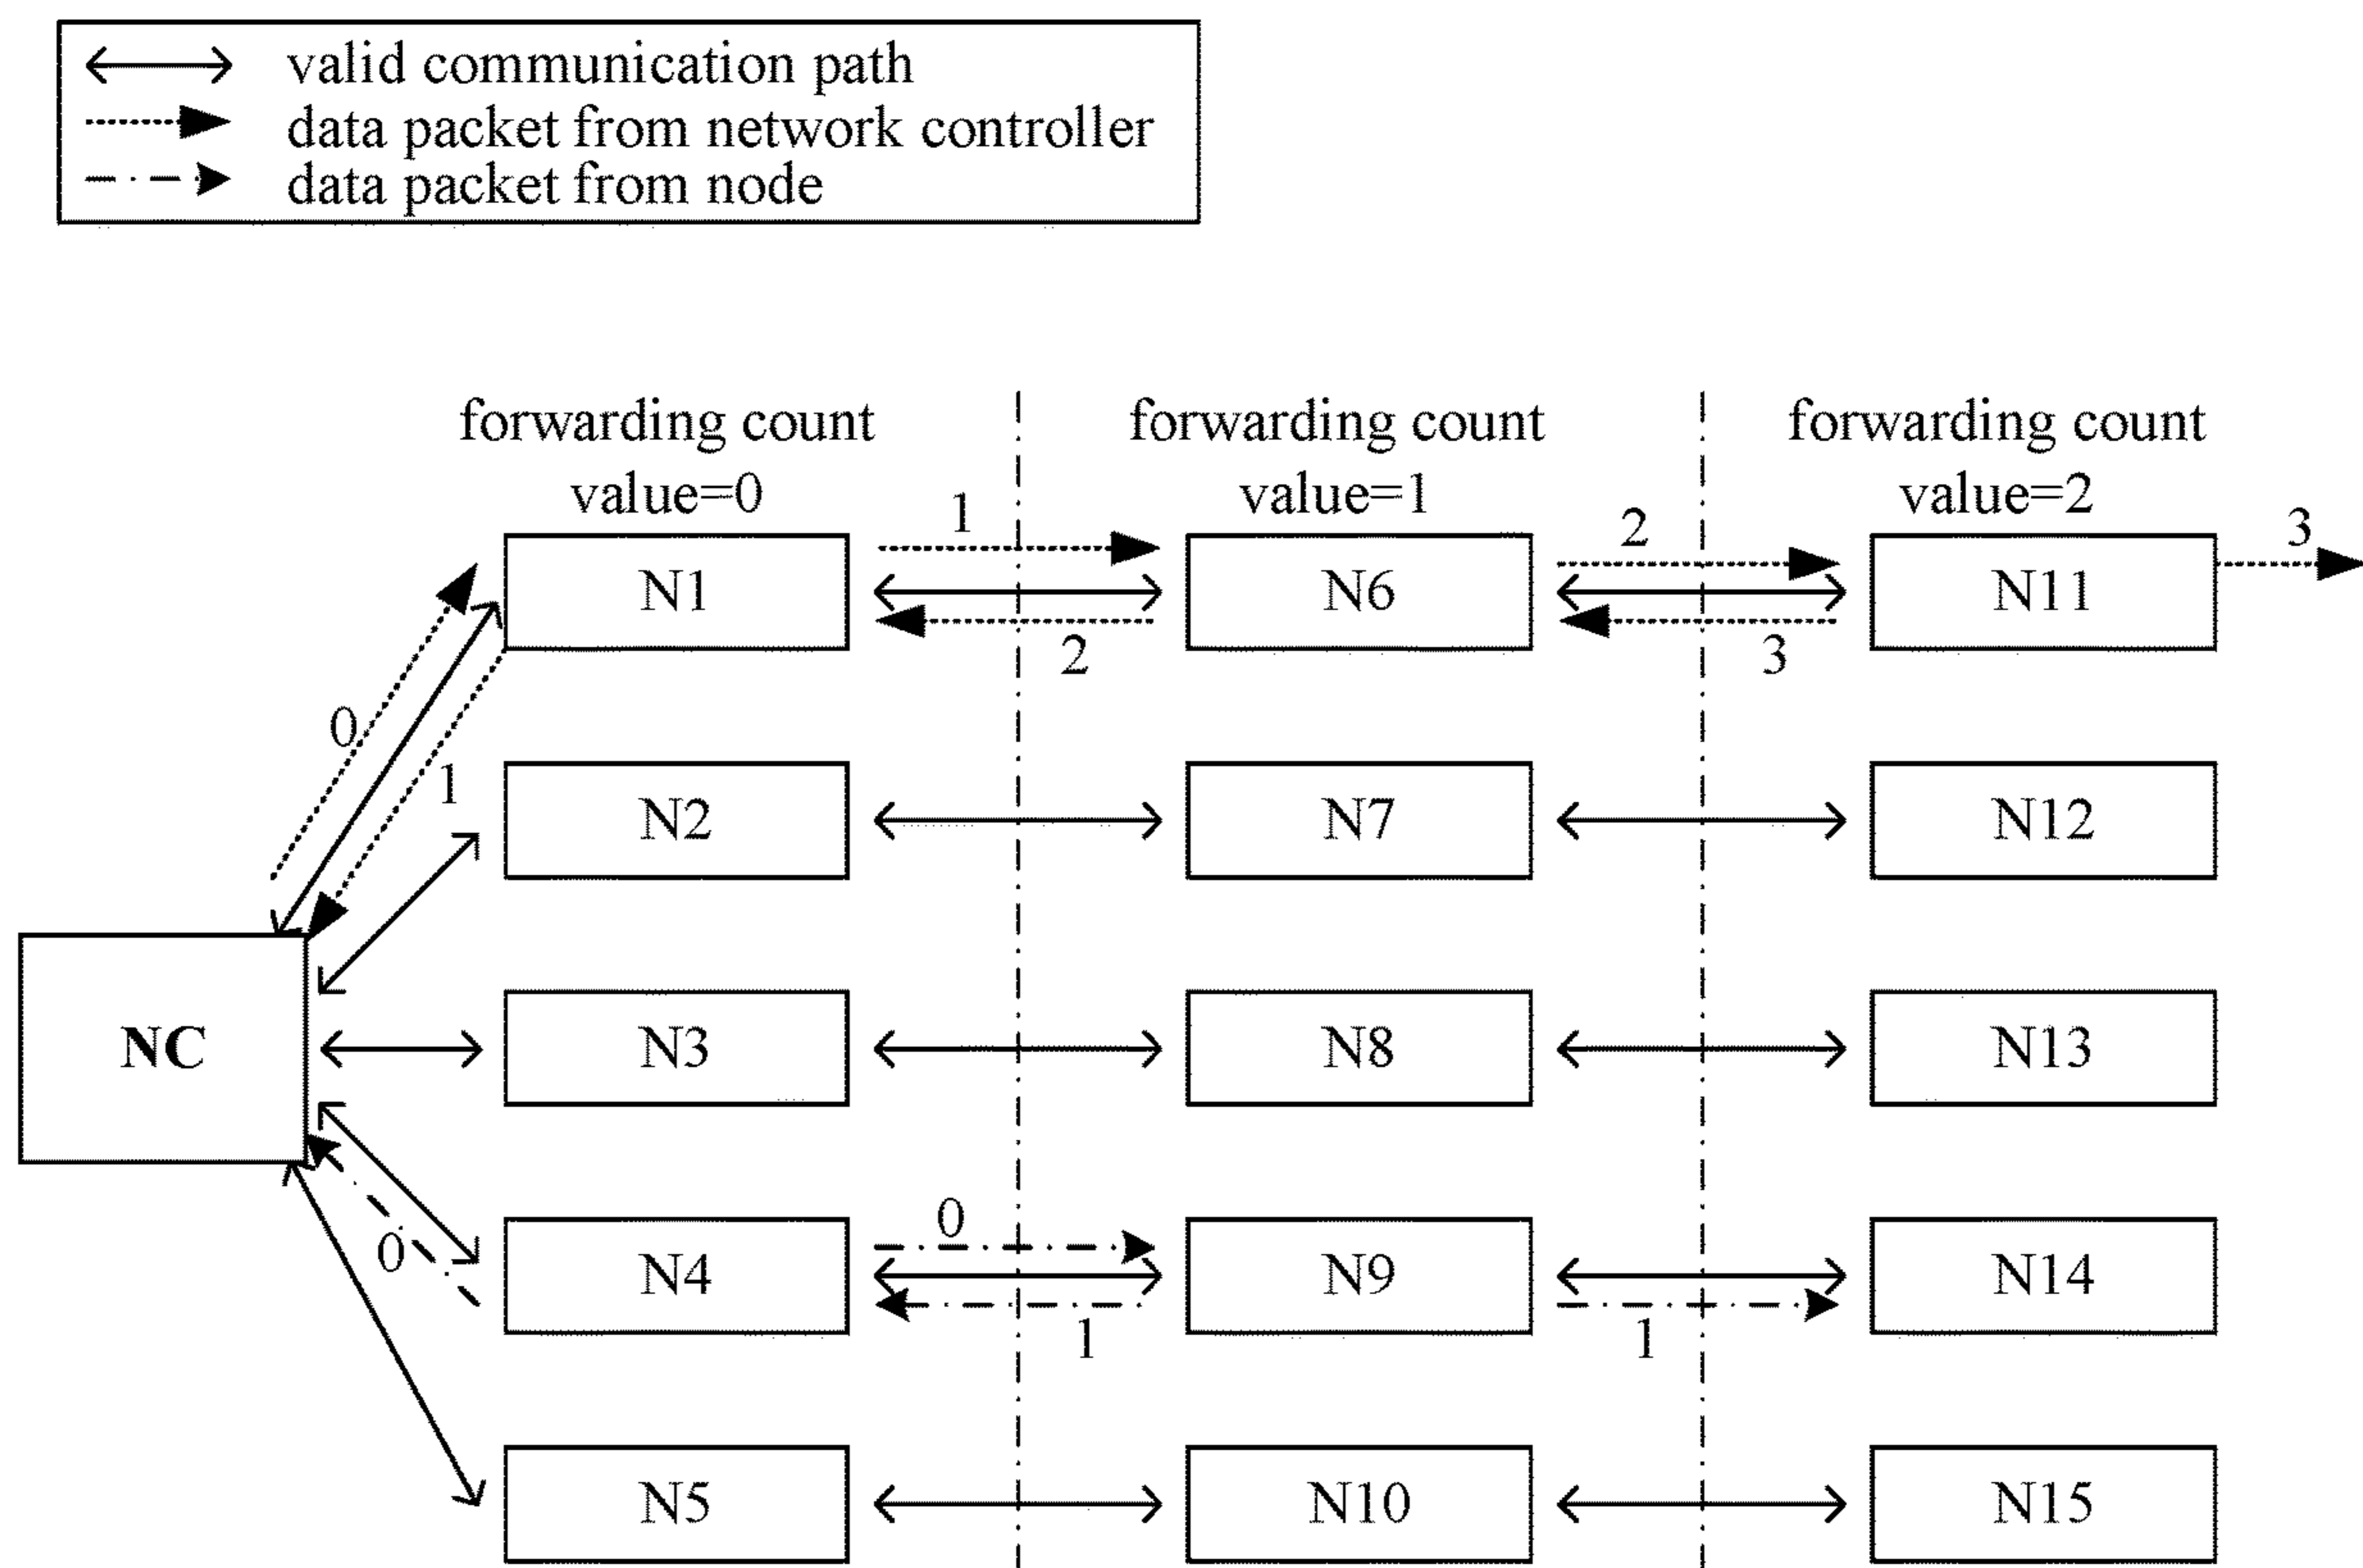 valid communication path
data packet from network controller
data packet from node
forwarding count
value=0
forwarding count
value=1
forwarding count
value=2
1
2
3
N1
N6
N11
2
3
0
1
N2
N7
N12
NC
N3
N8
N13
0
0
N4
N9
N14
1
1
N5
N10
N15